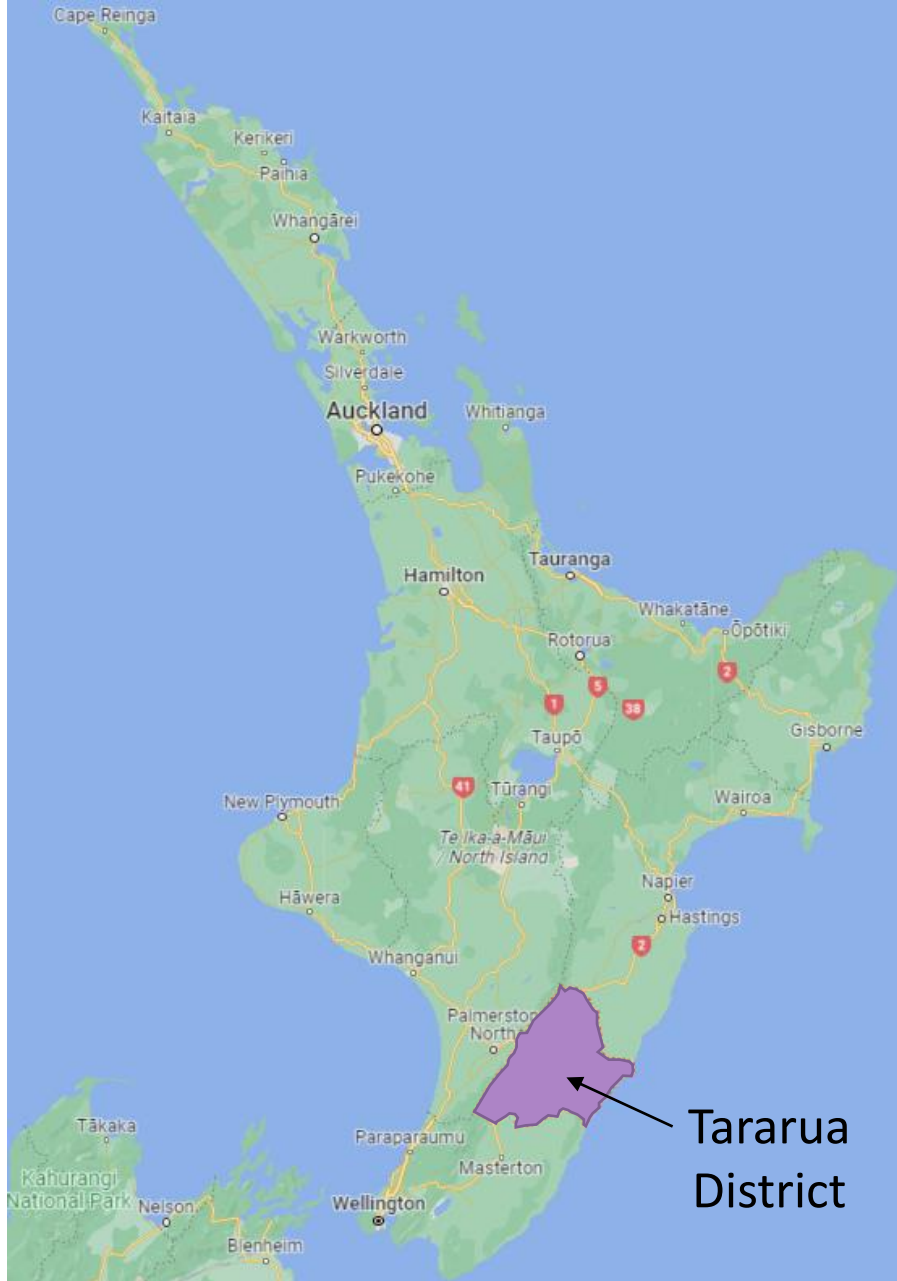 Cape Reinga
Kaitaia
Kerikeri
Paihia
Whangārei
Warkworth
Silverdale
Auckland
Whitianga
Pukekohe
Tauranga
Hamilton
Whakatāne
Ōpōtiki
Rotorua
2
5
1
38
Gisborne
Taupō
41
Tūrangi
New Plymouth
Wairoa
Te Ika-a-Māui
/ North Island
Napier
Hāwera
Hastings
2
Whanganui
Palmerston
North
Tararua
District
Tākaka
Paraparaumu
Masterton
Kahurangi
National Park
Nelson
Wellington
Blenheim